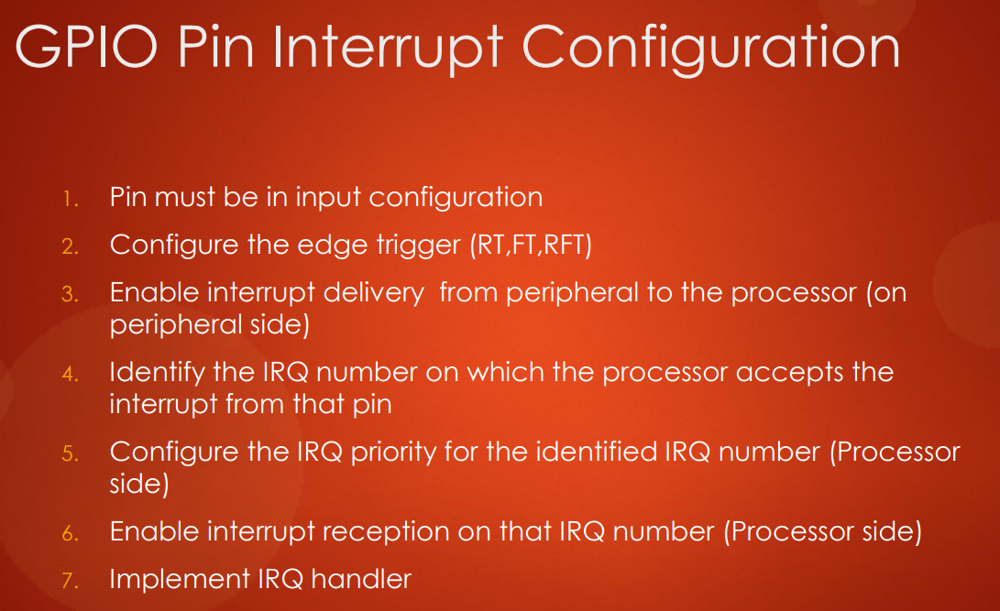 GPIO Pin Interrupt Configuration
1. Pin must be in input configuration
2. Configure the edge trigger (RT,FT,RFT)
3. Enable interrupt delivery  from peripheral to the processor (on
peripheral side)
4. Identify the IRQ number on which the processor accepts the
interrupt from that pin
5. Configure the IRQ priority for the identified IRQ number (Processor
side)
6. Enable interrupt reception on that IRQ number (Processor side)
7. Implement IRQ handler